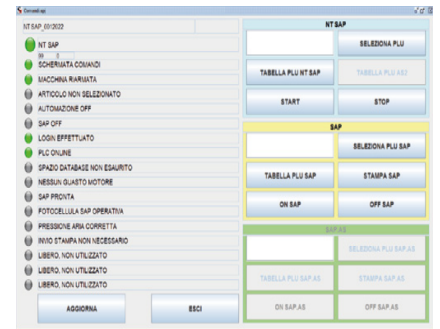 NT SAP_0012022
NT SAP
SCHERMATA COMANDI
MACCHINA RIARMATA
ARTICOLO NON SELEZIONATO
AUTOMAZIONE OFF
SAP OFF
LOGIN EFFETTUATO
PLC ONLINE
SPAZIO DATABASE NON ESAURITO
NESSUN GUASTO MOTORE
SAP PRONTA
FOTOCELLULA SAP OPERATIVA
PRESSIONE ARIA CORRETTA
INVIO STAMPA NON NECESSARIO
LIBERO, NON UTILIZZATO
LIBERO, NON UTILIZZATO
LIBERO, NON UTILIZZATO
AGGIORNA
ESCI
NT SAP
SELEZIONA PLU
TABELLA PLU NT SAP
TABELLA PLU AS2
START
STOP
SAP
SELEZIONA PLU SAP
TABELLA PLU SAP
STAMPA SAP
ON SAP
OFF SAP
SAP.AS
SELEZIONA PLU SAP.AS
TABELLA PLU SAP.AS
STAMPA SAP.AS
ON SAP.AS
OFF SAP.AS